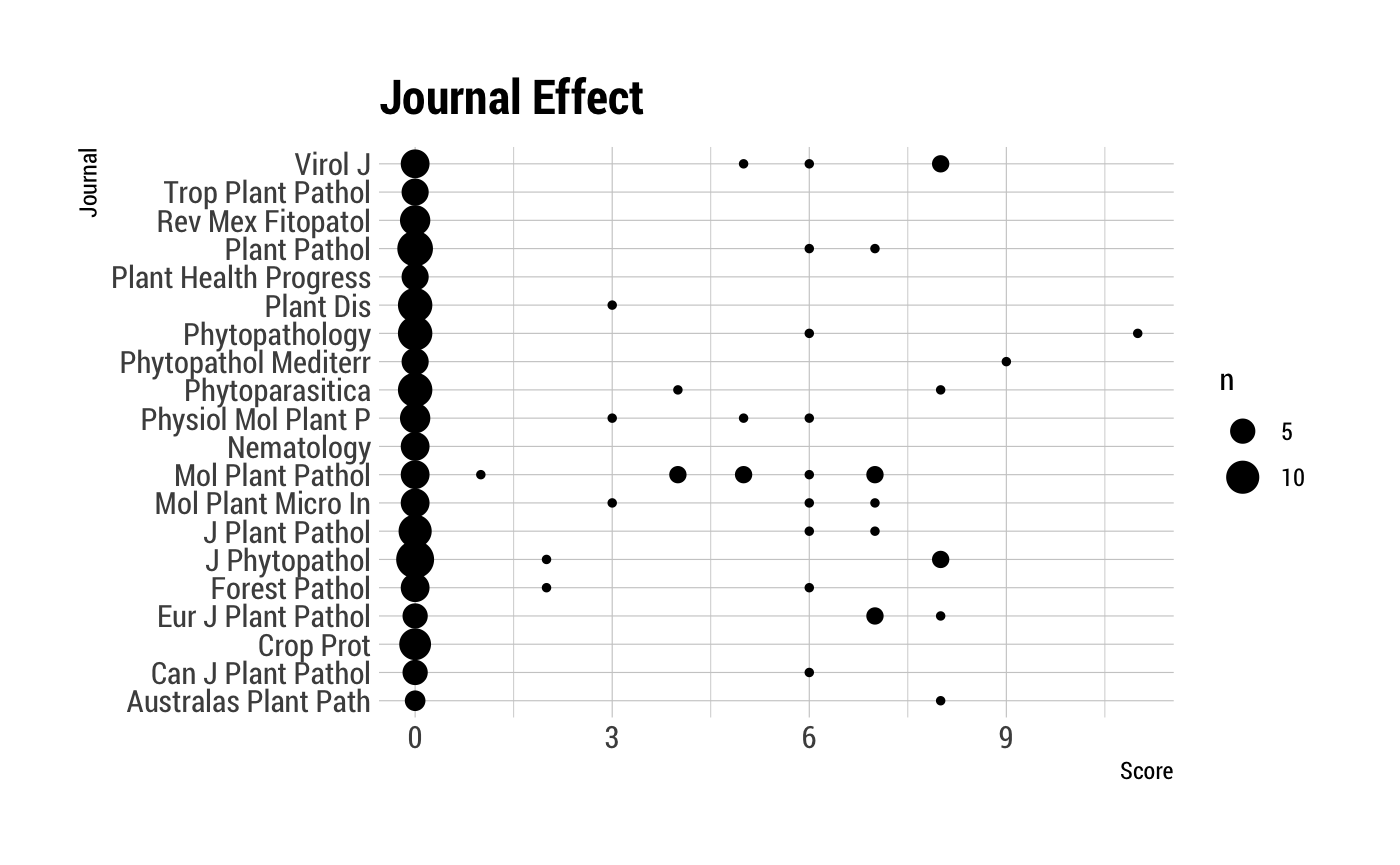 Journal Effect
Journal
Virol J
Trop Plant Pathol
Rev Mex Fitopatol
Plant Pathol
Plant Health Progress
Plant Dis
Phytopathology
Phytopathol Mediterr
Phytoparasitica
Physiol Mol Plant P
Nematology
Mol Plant Pathol
Mol Plant Micro In
J Plant Pathol
J Phytopathol
Forest Pathol
Eur J Plant Pathol
Crop Prot
Can J Plant Pathol
Australas Plant Path
0 3 6 9
Score
n
5
10